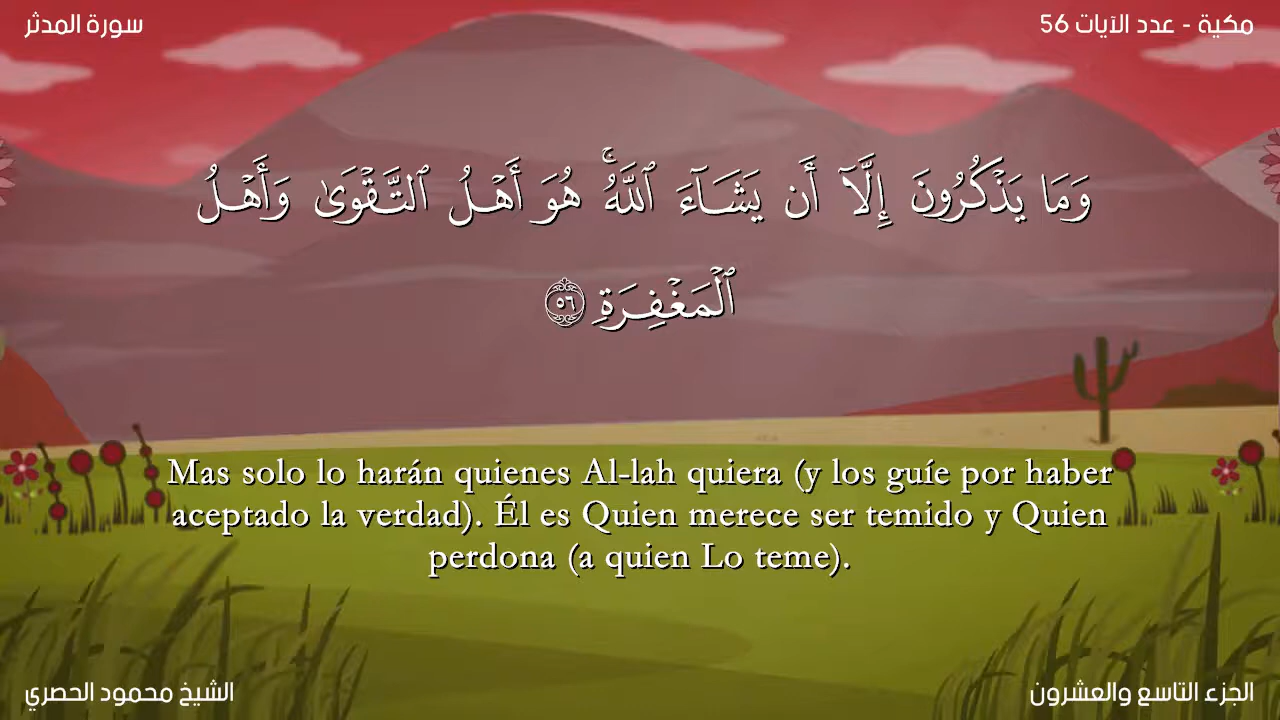 سورة المدثر
مكية - عدد الآيات 56
وَمَا يَذْكُرُونَ إِلَّآ أَن يَشَآءَ ٱللَّهُ ۚ هُوَ أَهْلُ ٱلتَّقْوَىٰ وَأَهْلُ
ٱلْمَغْفِرَةِ ٥٦
Mas solo lo harán quienes Al-lah quiera (y los guíe por haber
aceptado la verdad). Él es Quien merece ser temido y Quien
perdona (a quien Lo teme).
الشيخ محمود الحصري
الجزء التاسع والعشرون